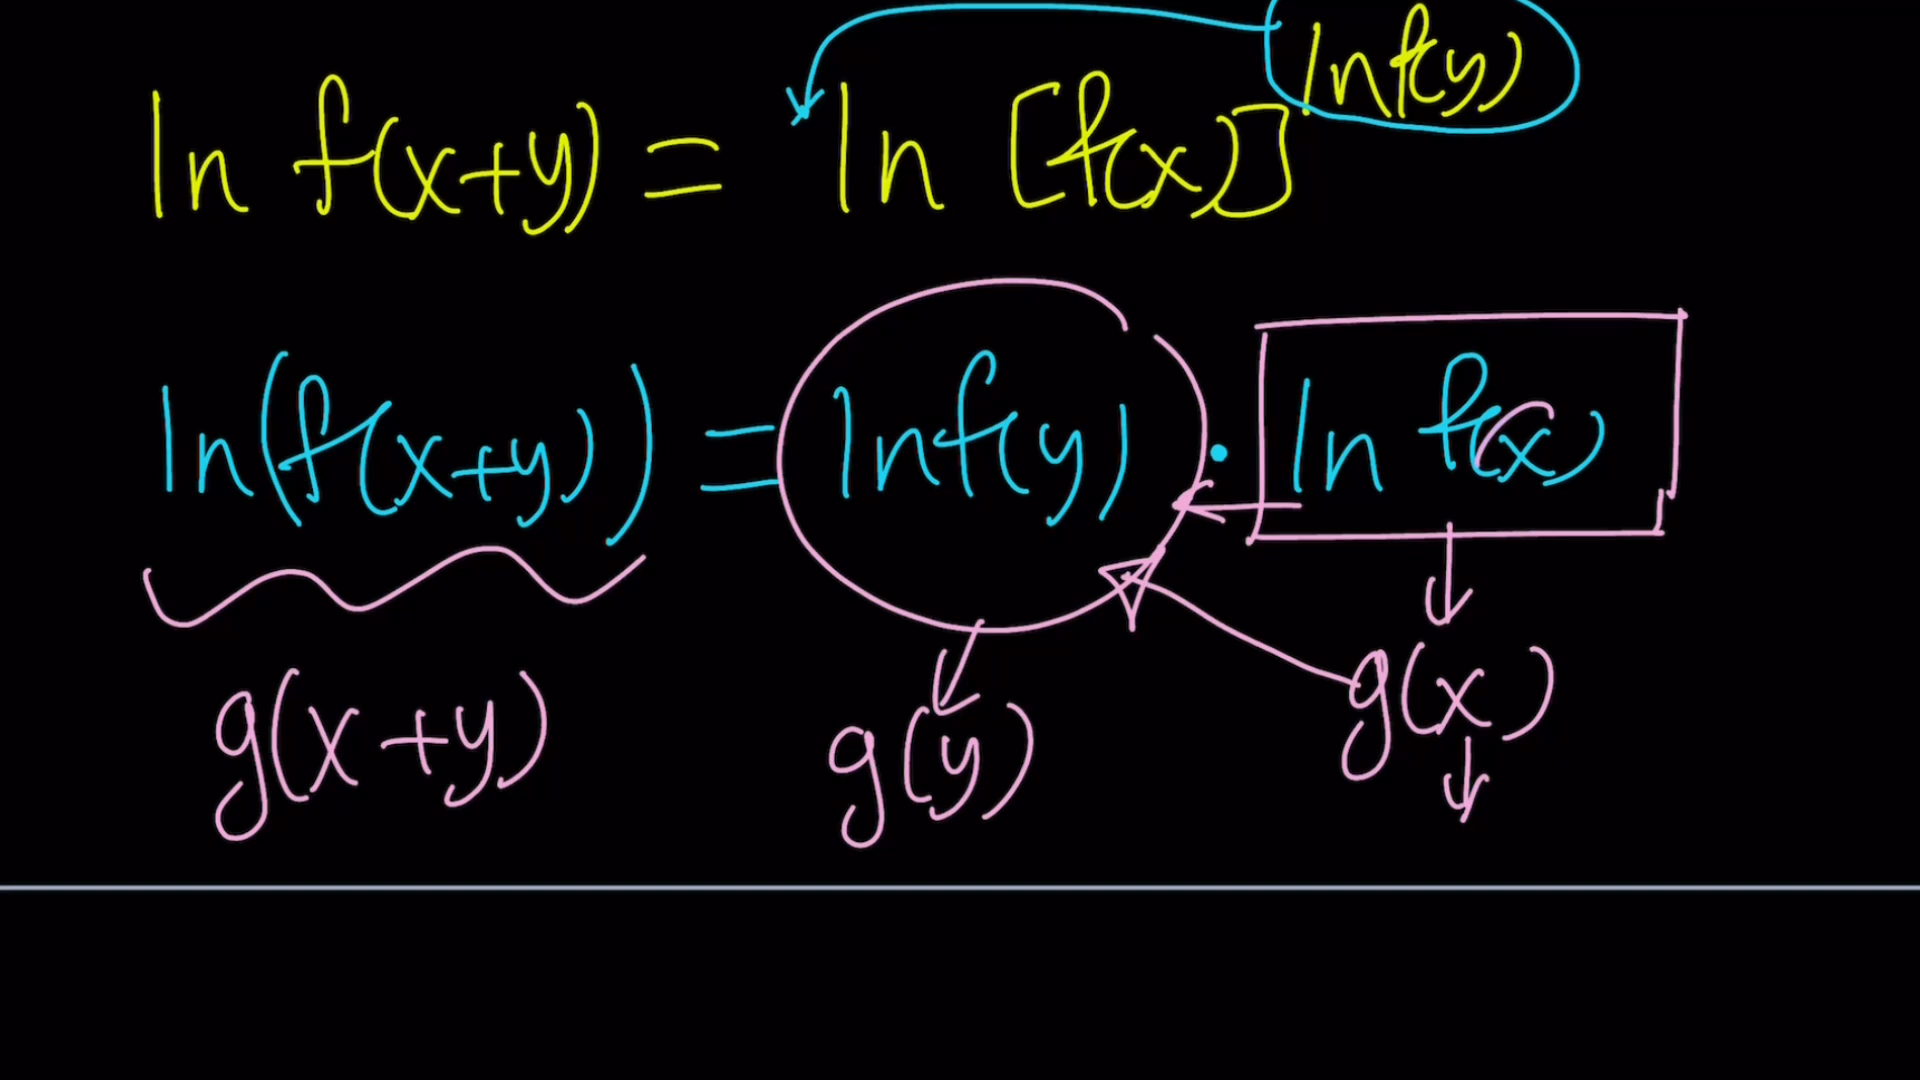 ln f(x+y) = ln [f(x)]^ln f(y)
ln(f(x+y)) = ln f(y) · ln f(x)
g(x+y) g(y) g(x)